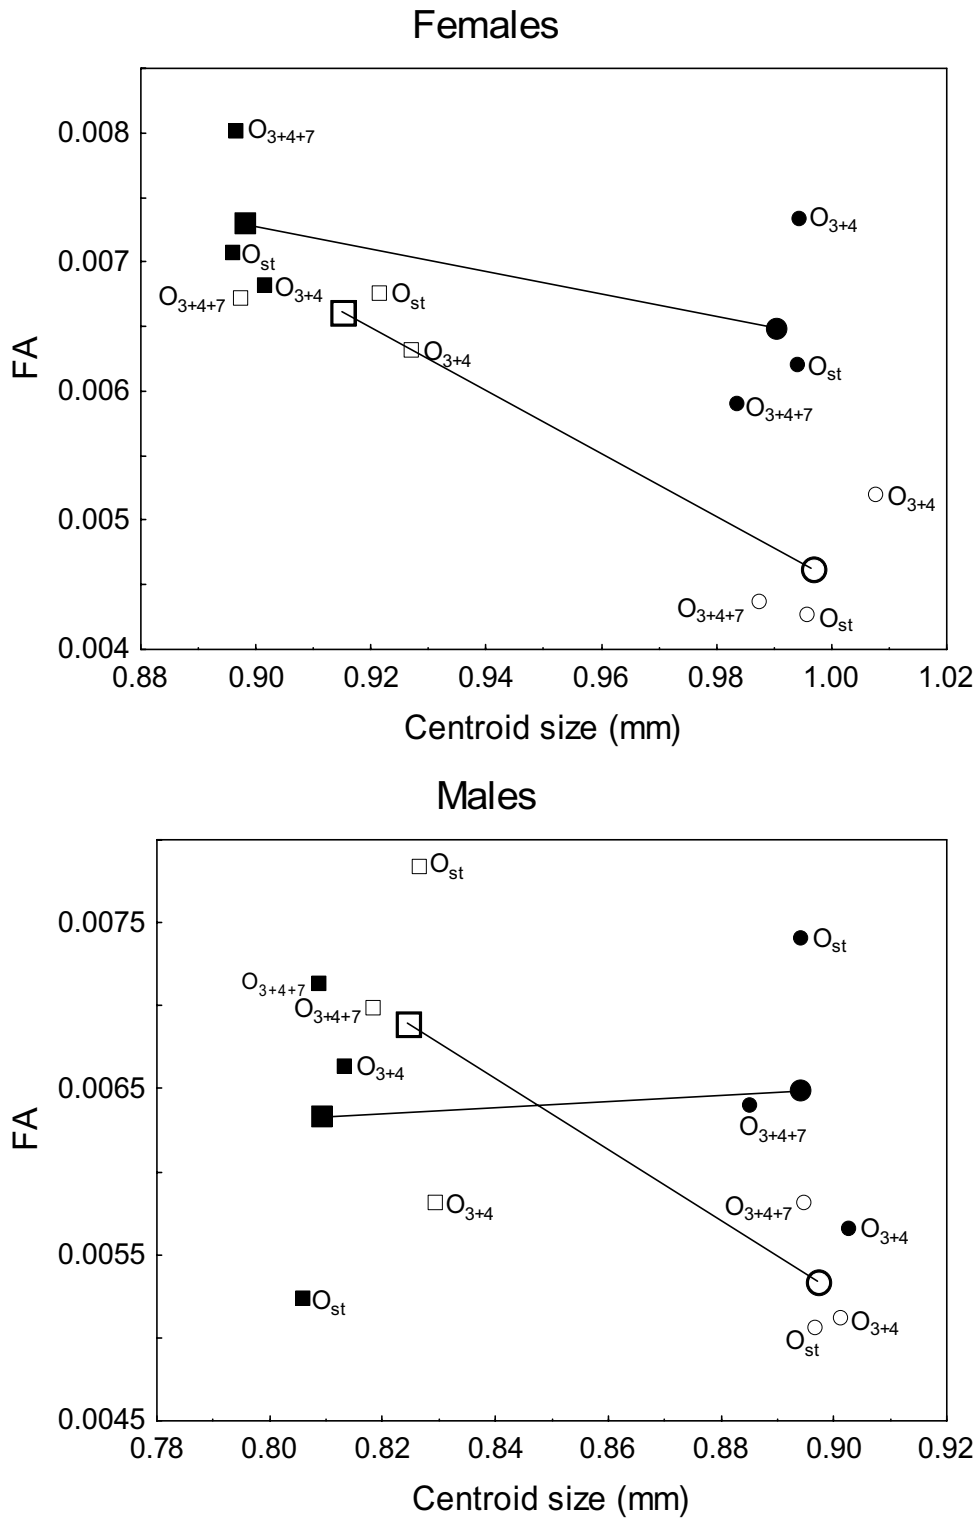 Females
0.008
0.007
0.006
0.005
0.004
FA
O3+4+7
O3+4
Ost
O3+4+7
O3+4
Ost
O3+4
Ost
O3+4+7
O3+4
O3+4+7
Ost
0.88 0.90 0.92 0.94 0.96 0.98 1.00 1.02
Centroid size (mm)
Males
0.0075
0.0065
0.0055
0.0045
FA
Ost
Ost
O3+4+7
O3+4+7
O3+4
O3+4+7
O3+4+7
O3+4
O3+4
Ost
O3+4
Ost
0.78 0.80 0.82 0.84 0.86 0.88 0.90 0.92
Centroid size (mm)